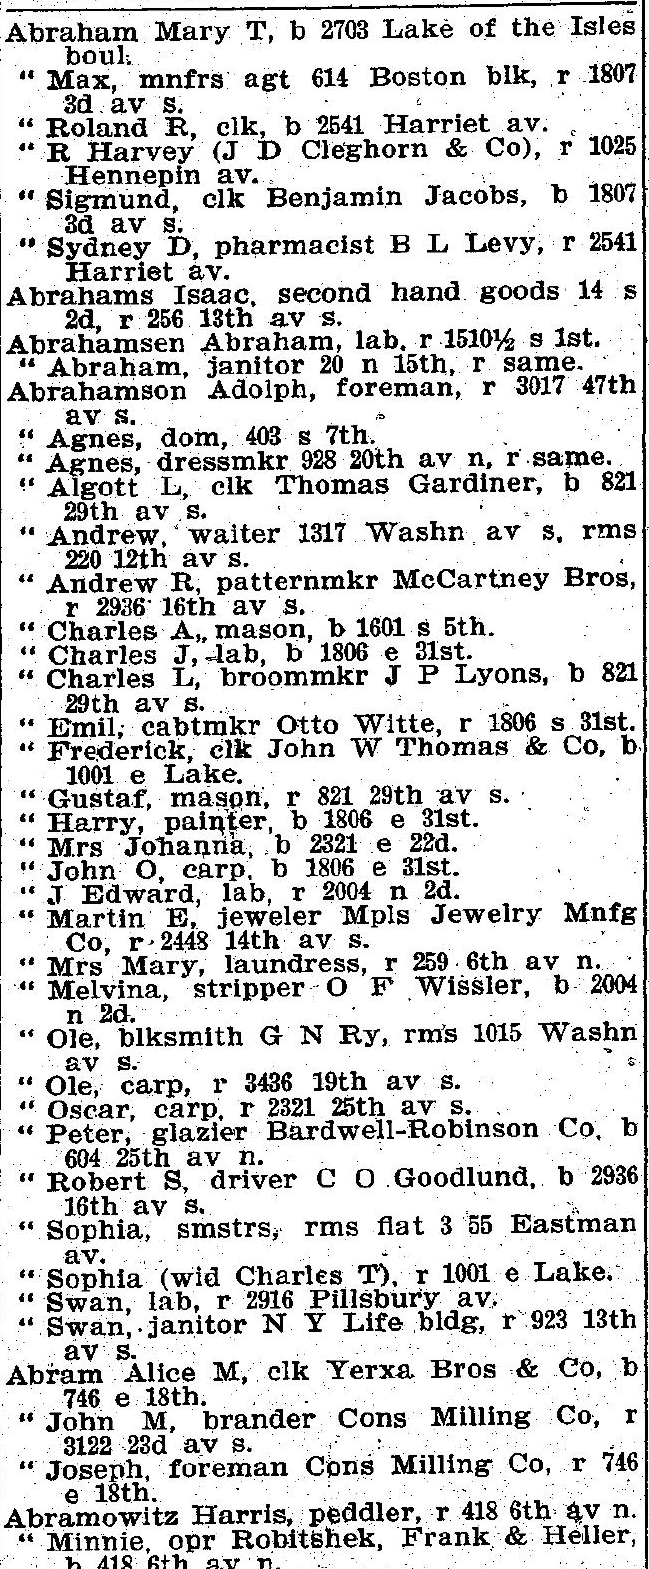 Abraham Mary T, b 2703 Lake of the Isles
boul.
" Max, mnfrs agt 614 Boston blk, r 1807
3d av s.
" Roland R, clk, b 2541 Harriet av.
" R Harvey (J D Cleghorn & Co), r 1025
Hennepin av.
" Sigmund, clk Benjamin Jacobs, b 1807
3d av s.
" Sydney D, pharmacist B L Levy, r 2541
Harriet av.
Abrahams Isaac, second hand goods 14 s
2d, r 256 13th av s.
Abrahamsen Abraham, lab, r 1510½ s 1st.
" Abraham, janitor 20 n 15th, r same.
Abrahamson Adolph, foreman, r 3017 47th
av s.
" Agnes, dom, 403 s 7th.
" Agnes, dressmkr 928 20th av n, r same.
" Algott L, clk Thomas Gardiner, b 821
29th av s.
" Andrew, waiter 1317 Washn av s, rms
220 12th av s.
" Andrew R, patternmkr McCartney Bros,
r 2936 16th av s.
" Charles A, mason, b 1601 s 5th.
" Charles J, lab, b 1806 e 31st.
" Charles L, broommkr J P Lyons, b 821
29th av s.
" Emil, cabtmkr Otto Witte, r 1806 s 31st.
" Frederick, clk John W Thomas & Co, b
1001 e Lake.
" Gustaf, mason, r 821 29th av s.
" Harry, painter, b 1806 e 31st.
" Mrs Johanna, b 2321 e 22d.
" John O, carp, b 1806 e 31st.
" J Edward, lab, r 2004 n 2d.
" Martin E, jeweler Mpls Jewelry Mnfg
Co, r 2448 14th av s.
" Mrs Mary, laundress, r 259 6th av n.
" Melvina, stripper O F Wissler, b 2004
n 2d.
" Ole, blksmith G N Ry, rms 1015 Washn
av s.
" Ole, carp, r 3436 19th av s.
" Oscar, carp, r 2321 25th av s.
" Peter, glazier Bardwell-Robinson Co, b
604 25th av n.
" Robert S, driver C O Goodlund, b 2936
16th av s.
" Sophia, smstrs, rms flat 3 55 Eastman
av.
" Sophia (wid Charles T), r 1001 e Lake.
" Swan, lab, r 2916 Pillsbury av.
" Swan, janitor N Y Life bldg, r 923 13th
av s.
Abram Alice M, clk Yerxa Bros & Co, b
746 e 18th.
" John M, brander Cons Milling Co, r
3122 23d av s.
" Joseph, foreman Cons Milling Co, r 746
e 18th.
Abramowitz Harris, peddler, r 418 6th av n.
" Minnie, opr Robitshek, Frank & Heller,
b 418 6th av n.